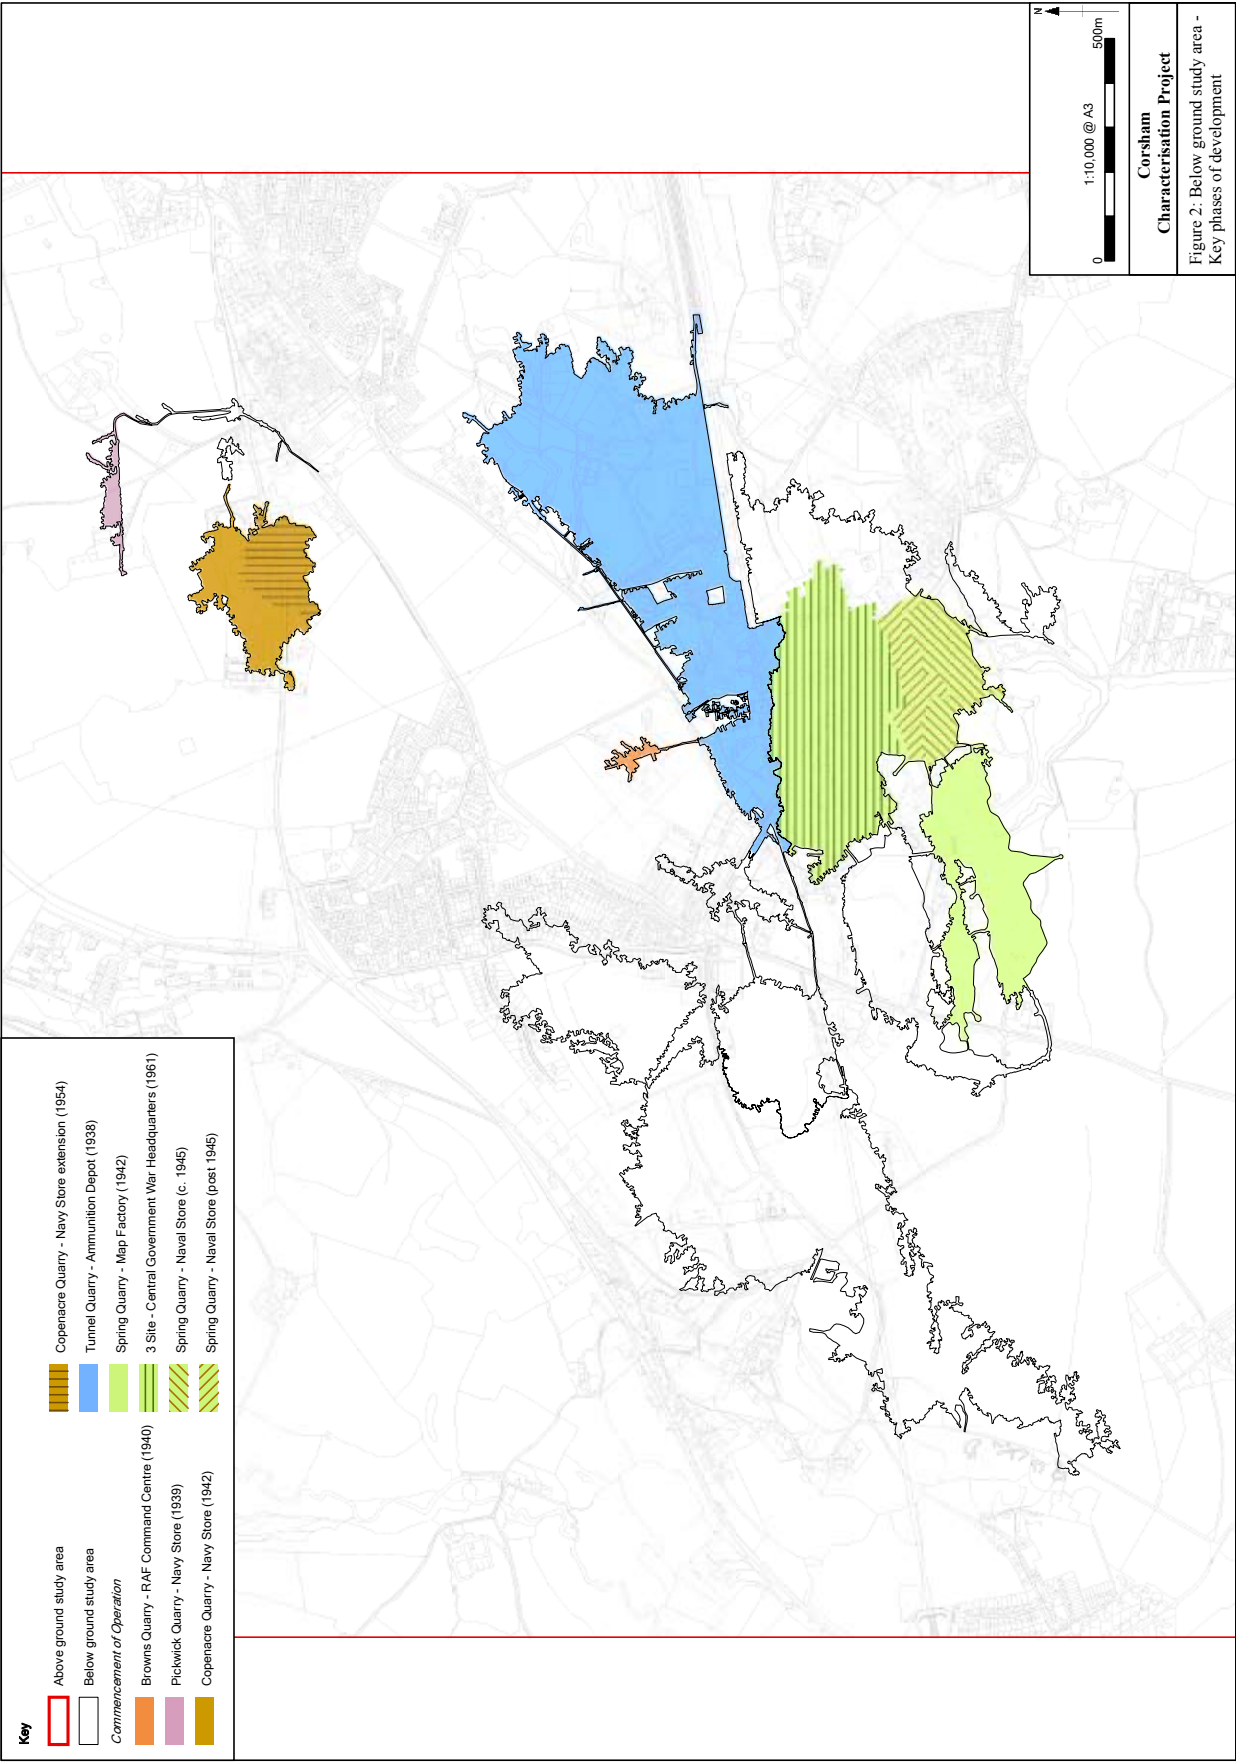 Key
Above ground study area
Below ground study area
Commencement of Operation
Browns Quarry - RAF Command Centre (1940)
Pickwick Quarry - Navy Store (1939)
Copenacre Quarry - Navy Store (1942)
Copenacre Quarry - Navy Store extension (1954)
Tunnel Quarry - Ammunition Depot (1938)
Spring Quarry - Map Factory (1942)
3 Site - Central Government War Headquarters (1961)
Spring Quarry - Naval Store (c. 1945)
Spring Quarry - Naval Store (post 1945)
N
1:10,000 @ A3
0
500m
Corsham
Characterisation Project
Figure 2: Below ground study area -
Key phases of development